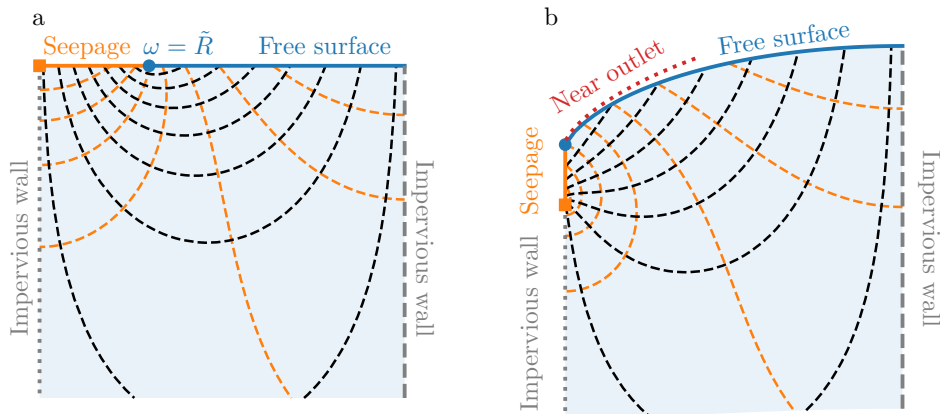 a
Seepage
ω = R̃
Free surface
Impervious wall
Impervious wall
b
Near outlet
Free surface
Seepage
Impervious wall
Impervious wall